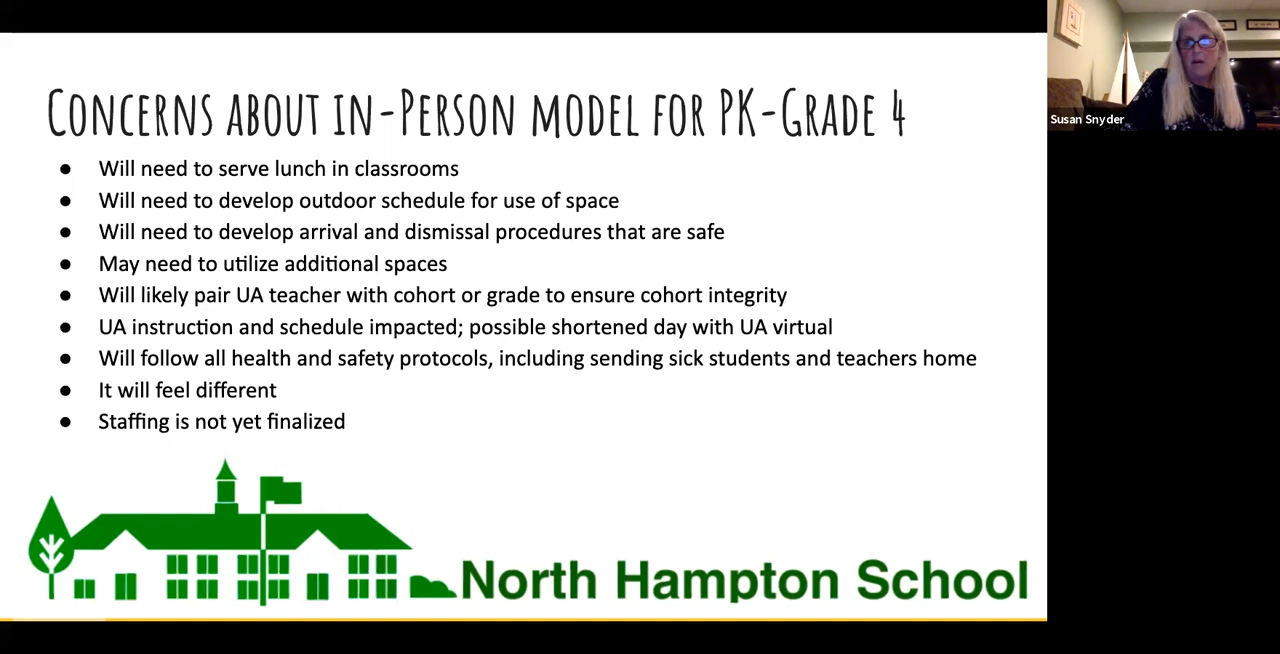 CONCERNS ABOUT IN-PERSON MODEL FOR PK-GRADE 4
● Will need to serve lunch in classrooms
● Will need to develop outdoor schedule for use of space
● Will need to develop arrival and dismissal procedures that are safe
● May need to utilize additional spaces
● Will likely pair UA teacher with cohort or grade to ensure cohort integrity
● UA instruction and schedule impacted; possible shortened day with UA virtual
● Will follow all health and safety protocols, including sending sick students and teachers home
● It will feel different
● Staffing is not yet finalized
North Hampton School
Susan Snyder